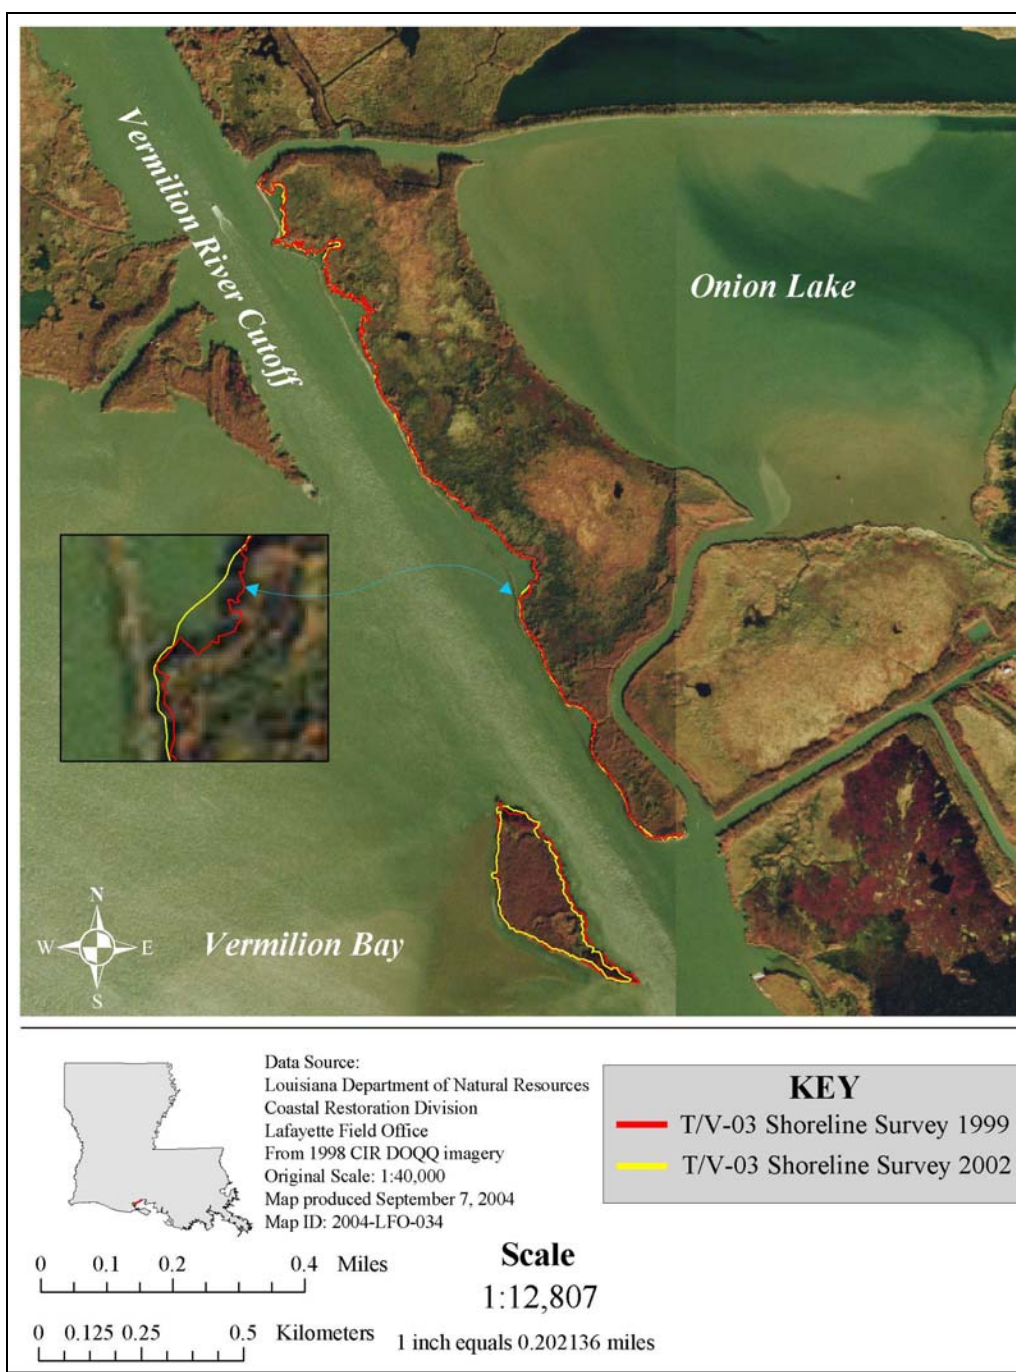 Vermilion River Cutoff
Onion Lake
N
W E
S
Vermilion Bay
Data Source:
Louisiana Department of Natural Resources
Coastal Restoration Division
Lafayette Field Office
From 1998 CIR DOQQ imagery
Original Scale: 1:40,000
Map produced September 7, 2004
Map ID: 2004-LFO-034
KEY
T/V-03 Shoreline Survey 1999
T/V-03 Shoreline Survey 2002
0 0.1 0.2 0.4 Miles
0 0.125 0.25 0.5 Kilometers
Scale
1:12,807
1 inch equals 0.202136 miles